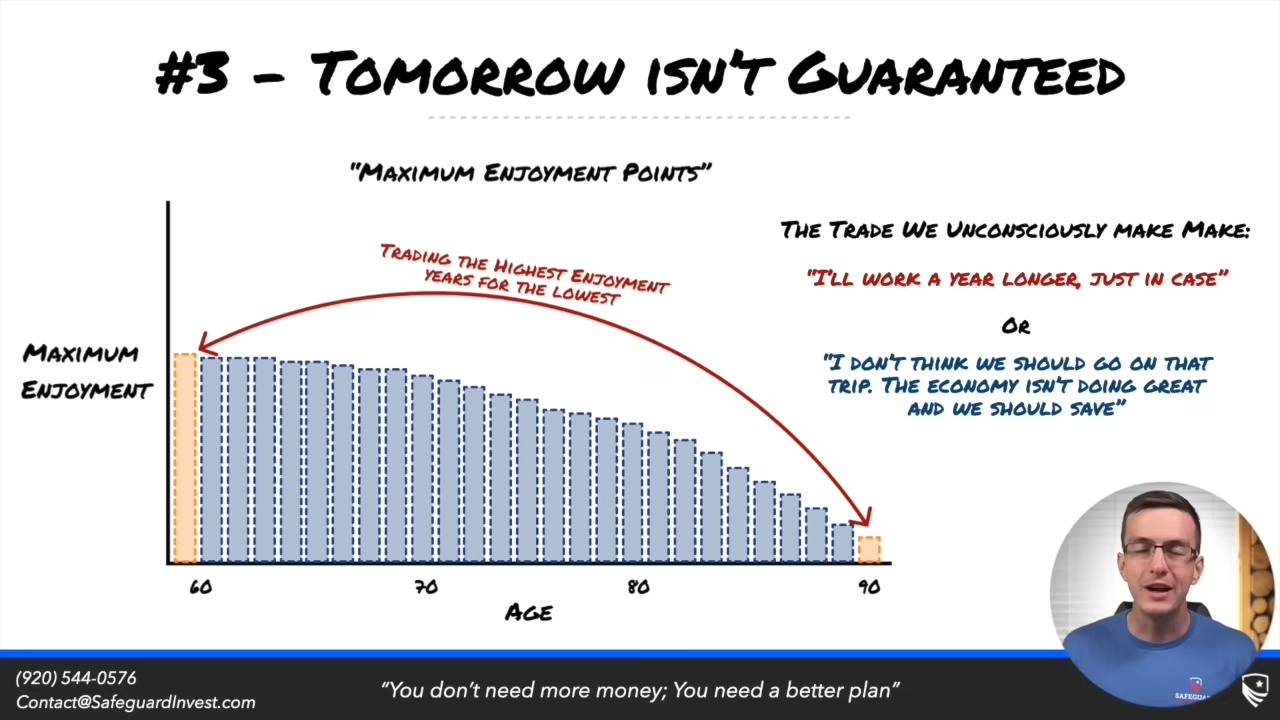 #3 - Tomorrow isn't Guaranteed
"Maximum Enjoyment Points"
Trading the Highest Enjoyment
years for the lowest
Maximum
Enjoyment
60
70
80
90
Age
The Trade We Unconsciously make Make:
"I'll work a year longer, just in case"
Or
"I don't think we should go on that
trip. The economy isn't doing great
and we should save"
(920) 544-0576
Contact@SafeguardInvest.com
"You don't need more money; You need a better plan"